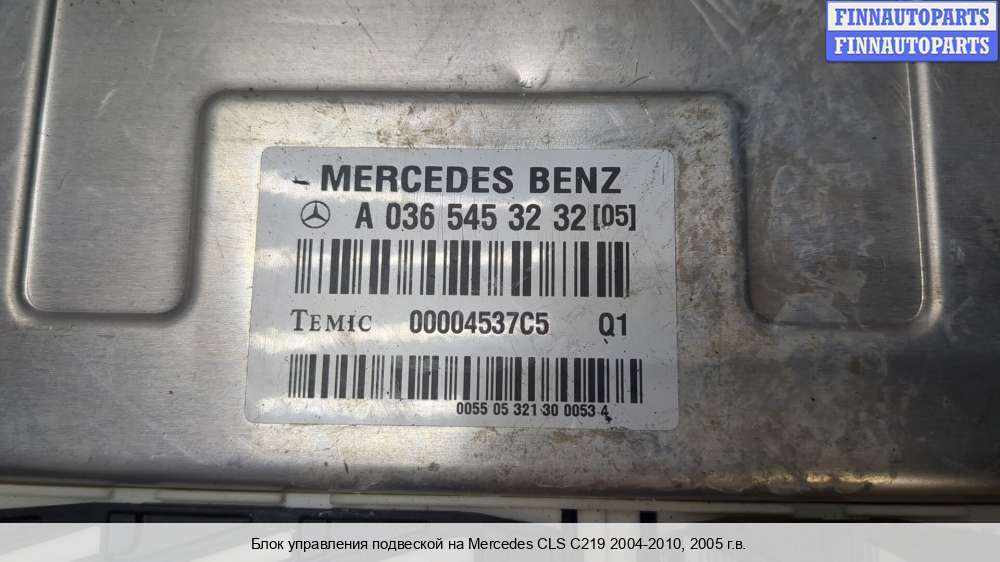 FINNAUTOPARTS
FINNAUTOPARTS
MERCEDES BENZ
A 036 545 32 32 [05]
TEMIC 00004537C5 Q1
0055 05 321 30 0053 4
Блок управления подвеской на Mercedes CLS C219 2004-2010, 2005 г.в.